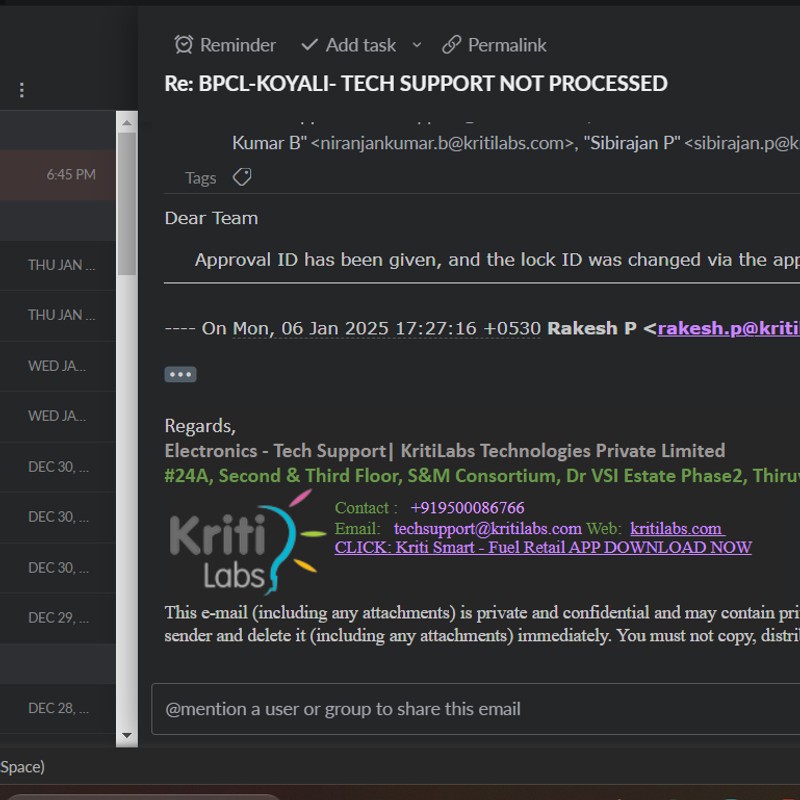 Reminder Add task Permalink
Re: BPCL-KOYALI- TECH SUPPORT NOT PROCESSED
Kumar B" <niranjankumar.b@kritilabs.com>, "Sibirajan P" <sibirajan.p@k
6:45 PM
Tags
Dear Team
THU JAN ...
Approval ID has been given, and the lock ID was changed via the app
THU JAN ...
---- On Mon, 06 Jan 2025 17:27:16 +0530 Rakesh P <rakesh.p@kriti
WED JA...
WED JA...
Regards,
Electronics - Tech Support| KritiLabs Technologies Private Limited
DEC 30, ...
#24A, Second & Third Floor, S&M Consortium, Dr VSI Estate Phase2, Thiru
DEC 30, ...
Kriti Labs
Contact : +919500086766
Email: techsupport@kritilabs.com Web: kritilabs.com
CLICK: Kriti Smart - Fuel Retail APP DOWNLOAD NOW
DEC 30, ...
DEC 29, ...
This e-mail (including any attachments) is private and confidential and may contain pri
sender and delete it (including any attachments) immediately. You must not copy, distri
DEC 28, ...
@mention a user or group to share this email
Space)